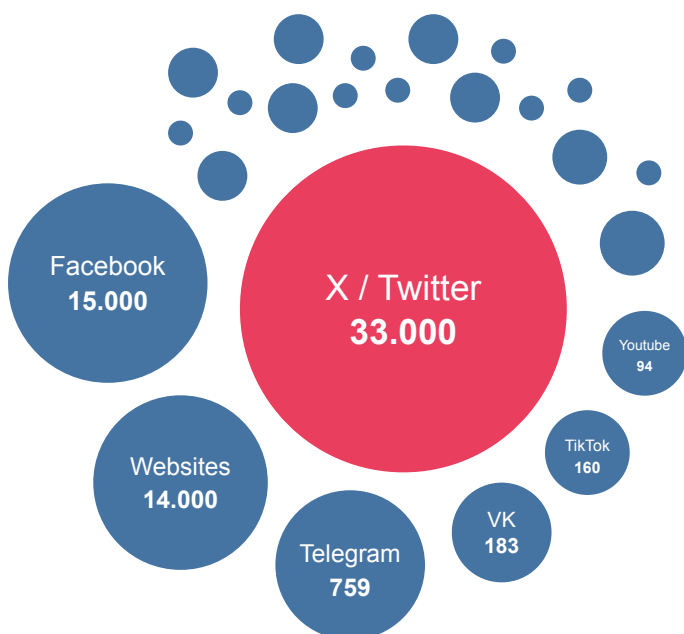 X / Twitter
33.000
Facebook
15.000
Websites
14.000
Telegram
759
VK
183
TikTok
160
Youtube
94